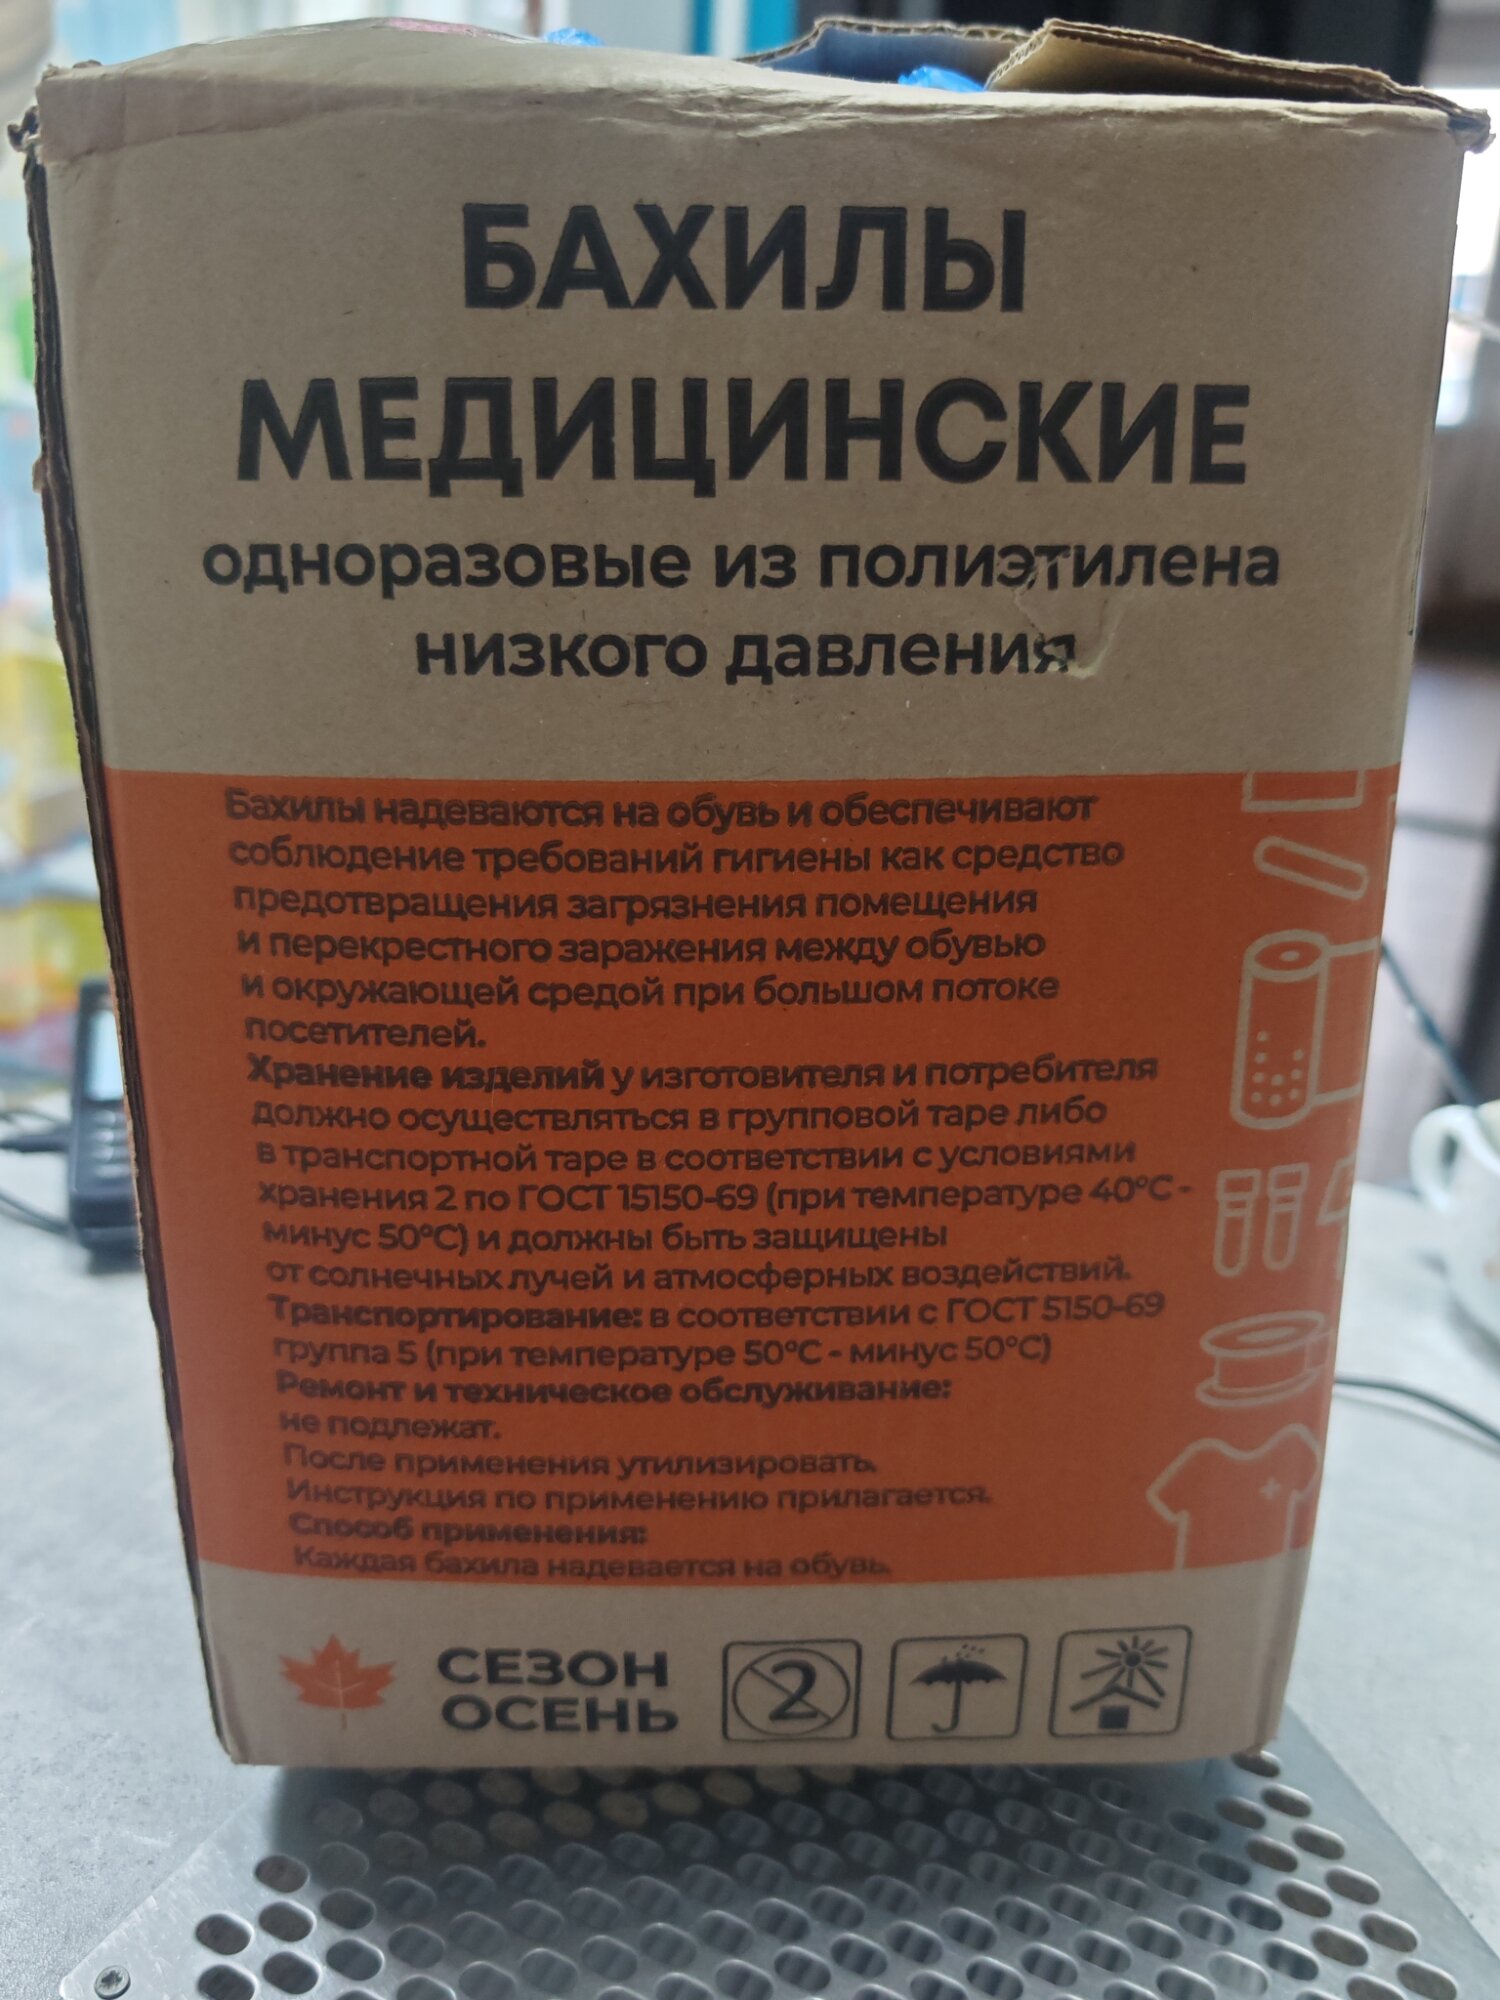 БАХИЛЫ
МЕДИЦИНСКИЕ
одноразовые из полиэтилена
низкого давления
Бахилы надеваются на обувь и обеспечивают
соблюдение требований гигиены как средство
предотвращения загрязнения помещения
и перекрестного заражения между обувью
и окружающей средой при большом потоке
посетителей.
Хранение изделий у изготовителя и потребителя
должно осуществляться в групповой таре либо
в транспортной таре в соответствии с условиями
хранения 2 по ГОСТ 15150-69 (при температуре 40°С -
минус 50°С) и должны быть защищены
от солнечных лучей и атмосферных воздействий.
Транспортирование: в соответствии с ГОСТ 5150-69
группа 5 (при температуре 50°С - минус 50°С)
Ремонт и техническое обслуживание:
не подлежат.
После применения утилизировать.
Инструкция по применению прилагается.
Способ применения:
Каждая бахила надевается на обувь.
СЕЗОН
ОСЕНЬ
2